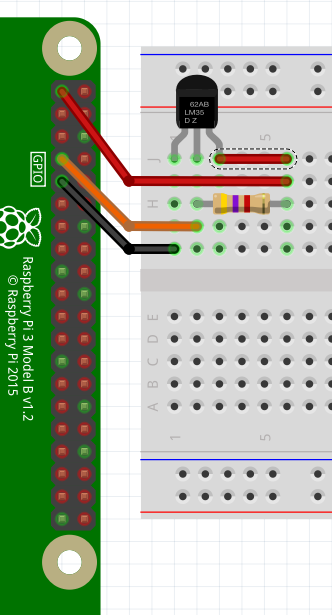 62AB
LM35
D Z
GPIO
Raspberry Pi 3 Model B v1.2
© Raspberry Pi 2015
1
5
J
H
E
D
C
B
A
1
5